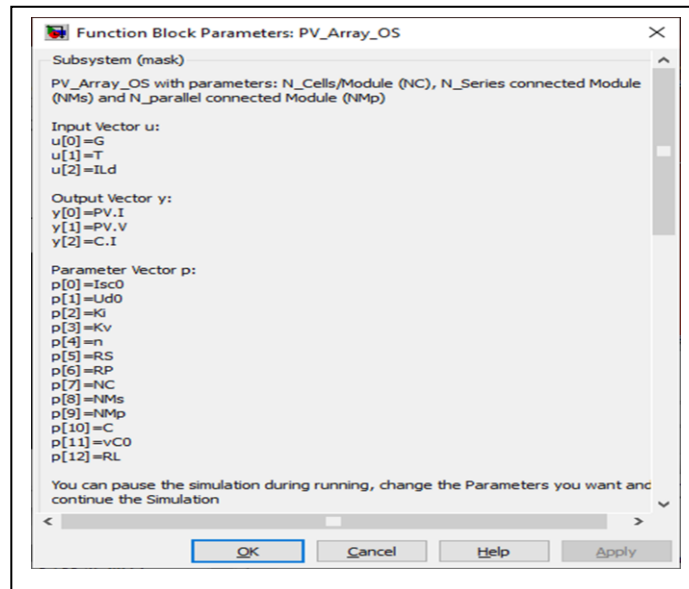 Function Block Parameters: PV_Array_OS
Subsystem (mask)
PV_Array_OS with parameters: N_Cells/Module (NC), N_Series connected Module
(NMs) and N_parallel connected Module (NMp)
Input Vector u:
u[0]=G
u[1]=T
u[2]=ILd
Output Vector y:
y[0]=PV.I
y[1]=PV.V
y[2]=C.I
Parameter Vector p:
p[0]=Isc0
p[1]=Ud0
p[2]=Ki
p[3]=Kv
p[4]=n
p[5]=RS
p[6]=RP
p[7]=NC
p[8]=NMs
p[9]=NMp
p[10]=C
p[11]=vC0
p[12]=RL
You can pause the simulation during running, change the Parameters you want and
continue the Simulation
OK Cancel Help Apply